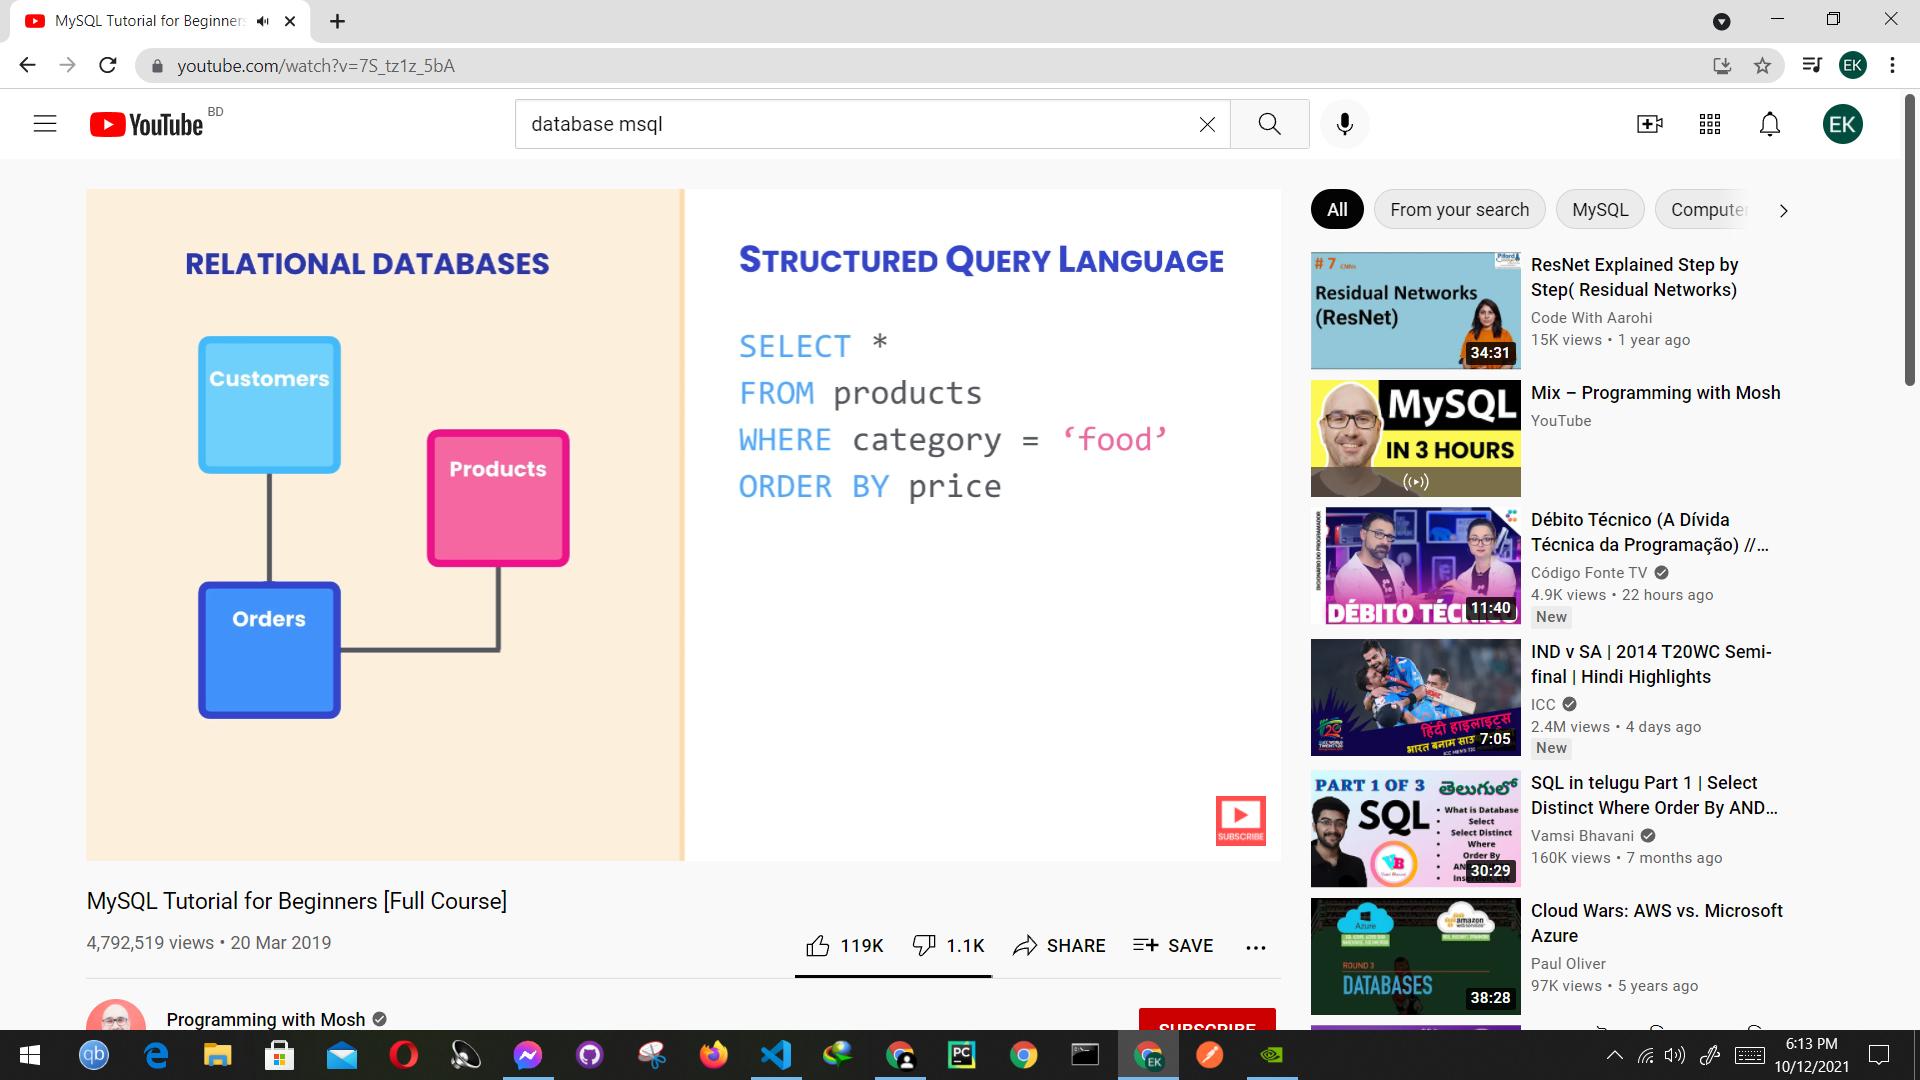 MySQL Tutorial for Beginners
youtube.com/watch?v=7S_tz1z_5bA
EK
YouTube BD
database msql
EK
RELATIONAL DATABASES
Customers
Products
Orders
STRUCTURED QUERY LANGUAGE
SELECT *
FROM products
WHERE category = ‘food’
ORDER BY price
SUBSCRIBE
MySQL Tutorial for Beginners [Full Course]
4,792,519 views • 20 Mar 2019
119K 1.1K SHARE SAVE
Programming with Mosh
SUBSCRIBE
All From your search MySQL Computer
# 7 CNNs
Residual Networks
(ResNet)
34:31
ResNet Explained Step by
Step( Residual Networks)
Code With Aarohi
15K views • 1 year ago
MySQL
IN 3 HOURS
Mix – Programming with Mosh
YouTube
DICIONÁRIO DO PROGRAMADOR
DÉBITO
11:40
Débito Técnico (A Dívida
Técnica da Programação) //…
Código Fonte TV
4.9K views • 22 hours ago
New
हिंदी हाइलाइट्स
भारत बनाम
7:05
IND v SA | 2014 T20WC Semi-
final | Hindi Highlights
ICC
2.4M views • 4 days ago
New
PART 1 OF 3 తెలుగులో
SQL
• What is Database
• Select
• Select Distinct
• Where
• Order By
VB
30:29
SQL in telugu Part 1 | Select
Distinct Where Order By AND…
Vamsi Bhavani
160K views • 7 months ago
Azure
amazon
webservices
ROUND 3
DATABASES
38:28
Cloud Wars: AWS vs. Microsoft
Azure
Paul Oliver
97K views • 5 years ago
qb
PC
EK
6:13 PM
10/12/2021